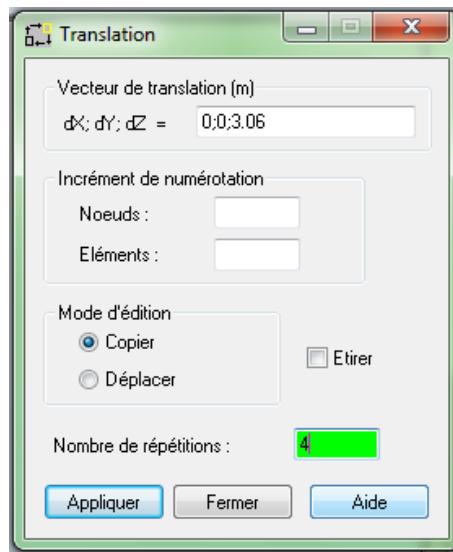 Translation
Vecteur de translation (m)
dX; dY; dZ = 0;0;3.06
Incrément de numérotation
Noeuds :
Eléments :
Mode d'édition
Copier
Etirer
Déplacer
Nombre de répétitions : 4
Appliquer Fermer Aide